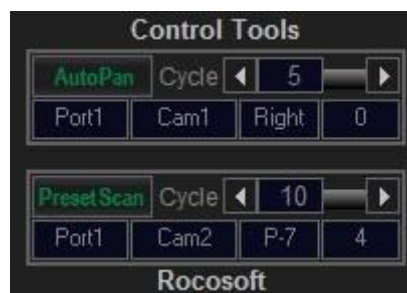 Control Tools
AutoPan Cycle 5
Port1 Cam1 Right 0
PresetScan Cycle 10
Port1 Cam2 P-7 4
Rocosoft